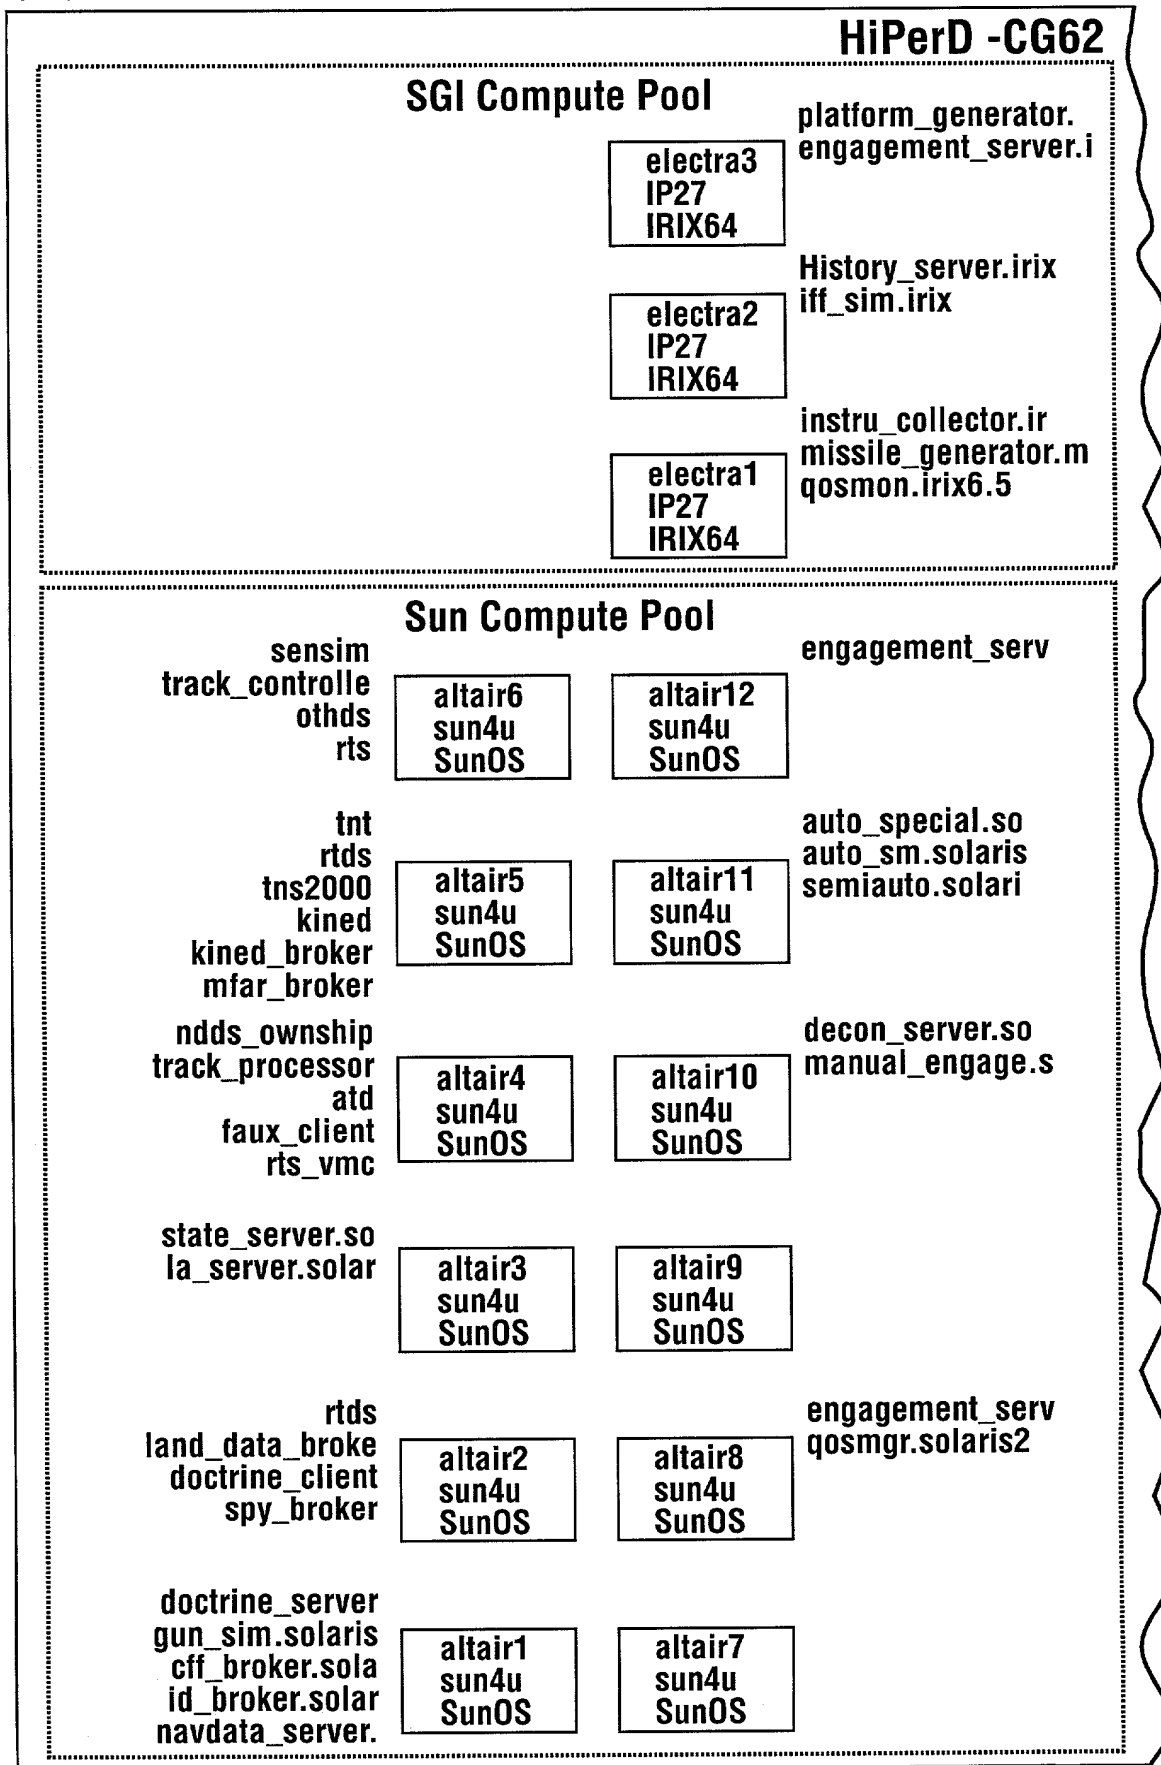 HiPerD -CG62
SGI Compute Pool
platform_generator.
engagement_server.i
electra3
IP27
IRIX64
History_server.irix
iff_sim.irix
electra2
IP27
IRIX64
instru_collector.ir
missile_generator.m
qosmon.irix6.5
electra1
IP27
IRIX64
Sun Compute Pool
sensim
track_controlle
othds
rts
altair6
sun4u
SunOS
altair12
sun4u
SunOS
engagement_serv
tnt
rtds
tns2000
kined
kined_broker
mfar_broker
altair5
sun4u
SunOS
altair11
sun4u
SunOS
auto_special.so
auto_sm.solaris
semiauto.solari
ndds_ownship
track_processor
atd
faux_client
rts_vmc
altair4
sun4u
SunOS
altair10
sun4u
SunOS
decon_server.so
manual_engage.s
state_server.so
la_server.solar
altair3
sun4u
SunOS
altair9
sun4u
SunOS
rtds
land_data_broke
doctrine_client
spy_broker
altair2
sun4u
SunOS
altair8
sun4u
SunOS
engagement_serv
qosmgr.solaris2
doctrine_server
gun_sim.solaris
cff_broker.sola
id_broker.solar
navdata_server.
altair1
sun4u
SunOS
altair7
sun4u
SunOS